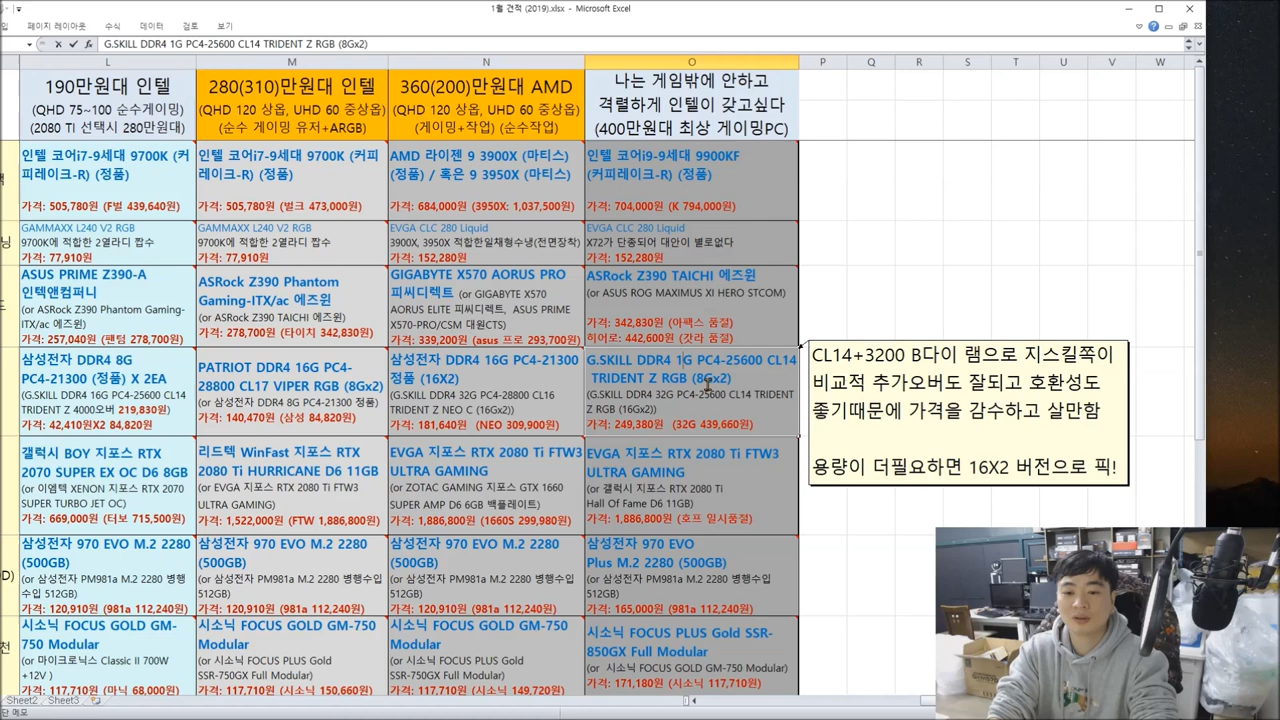 1월 견적 (2019).xlsx - Microsoft Excel
페이지 레이아웃 수식 데이터 검토 보기
G.SKILL DDR4 1G PC4-25600 CL14 TRIDENT Z RGB (8Gx2)
L M N O P Q R S T U V W
190만원대 인텔
(QHD 75~100 순수게이밍)
(2080 TI 선택시 280만원대)
280(310)만원대 인텔
(QHD 120 상옵, UHD 60 중상옵)
(순수 게이밍 유저+ARGB)
360(200)만원대 AMD
(QHD 120 상옵, UHD 60 중상옵)
(게이밍+작업) (순수작업)
나는 게임밖에 안하고
격렬하게 인텔이 갖고싶다
(400만원대 최상 게이밍PC)
인텔 코어i7-9세대 9700K (커
피레이크-R) (정품)
가격: 505,780원 (F벌 439,640원)
인텔 코어i7-9세대 9700K (커피
레이크-R) (정품)
가격: 505,780원 (벌크 473,000원)
AMD 라이젠 9 3900X (마티스)
(정품) / 혹은 9 3950X (마티스)
가격: 684,000원 (3950X: 1,037,500원)
인텔 코어i9-9세대 9900KF
(커피레이크-R) (정품)
가격: 704,000원 (K 794,000원)
GAMMAXX L240 V2 RGB
9700K에 적합한 2열라디 짭수
가격: 77,910원
GAMMAXX L240 V2 RGB
9700K에 적합한 2열라디 짭수
가격: 77,910원
EVGA CLC 280 Liquid
3900X, 3950X 적합한일체형수냉(전면장착)
가격: 152,280원
EVGA CLC 280 Liquid
X72가 단종되어 대안이 별로없다
가격: 152,280원
ASUS PRIME Z390-A
인텍앤컴퍼니
(or ASRock Z390 Phantom Gaming-
ITX/ac 에즈윈)
가격: 257,040원 (팬텀 278,700원)
ASRock Z390 Phantom
Gaming-ITX/ac 에즈윈
(or ASRock Z390 TAICHI 에즈윈)
가격: 278,700원 (타이치 342,830원)
GIGABYTE X570 AORUS PRO
피씨디렉트 (or GIGABYTE X570
AORUS ELITE 피씨디렉트, ASUS PRIME
X570-PRO/CSM 대원CTS)
가격: 339,200원 (asus 프로 293,700원)
ASRock Z390 TAICHI 에즈윈
(or ASUS ROG MAXIMUS XI HERO STCOM)
가격: 342,830원 (아팩스 품절)
히어로: 442,600원 (갓라 품절)
삼성전자 DDR4 8G
PC4-21300 (정품) X 2EA
(G.SKILL DDR4 16G PC4-25600 CL14
TRIDENT Z 4000오버 219,830원)
가격: 42,410원X2 84,820원
PATRIOT DDR4 16G PC4-
28800 CL17 VIPER RGB (8Gx2)
(or 삼성전자 DDR4 8G PC4-21300 정품)
가격: 140,470원 (삼성 84,820원)
삼성전자 DDR4 16G PC4-21300
정품 (16X2)
(G.SKILL DDR4 32G PC4-28800 CL16
TRIDENT Z NEO C (16Gx2))
가격: 181,640원 (NEO 309,900원)
G.SKILL DDR4 1G PC4-25600 CL14
TRIDENT Z RGB (8Gx2)
(G.SKILL DDR4 32G PC4-25600 CL14 TRIDENT
Z RGB (16Gx2))
가격: 249,380원 (32G 439,660원)
CL14+3200 B다이 램으로 지스킬쪽이
비교적 추가오버도 잘되고 호환성도
좋기때문에 가격을 감수하고 살만함
용량이 더필요하면 16X2 버전으로 픽!
갤럭시 BOY 지포스 RTX
2070 SUPER EX OC D6 8GB
(or 이엠텍 XENON 지포스 RTX 2070
SUPER TURBO JET OC)
가격: 669,000원 (터보 715,500원)
리드텍 WinFast 지포스 RTX
2080 Ti HURRICANE D6 11GB
(or EVGA 지포스 RTX 2080 Ti FTW3
ULTRA GAMING)
가격: 1,522,000원 (FTW 1,886,800원)
EVGA 지포스 RTX 2080 Ti FTW3
ULTRA GAMING
(or ZOTAC GAMING 지포스 GTX 1660
SUPER AMP D6 6GB 백플레이트)
가격: 1,886,800원 (1660S 299,980원)
EVGA 지포스 RTX 2080 Ti FTW3
ULTRA GAMING
(or 갤럭시 지포스 RTX 2080 Ti
Hall Of Fame D6 11GB)
가격: 1,886,800원 (호프 일시품절)
삼성전자 970 EVO M.2 2280
(500GB)
(or 삼성전자 PM981a M.2 2280 병행
수입 512GB)
가격: 120,910원 (981a 112,240원)
삼성전자 970 EVO M.2 2280
(500GB)
(or 삼성전자 PM981a M.2 2280 병행수입
512GB)
가격: 120,910원 (981a 112,240원)
삼성전자 970 EVO M.2 2280
(500GB)
(or 삼성전자 PM981a M.2 2280 병행수입
512GB)
가격: 120,910원 (981a 112,240원)
삼성전자 970 EVO
Plus M.2 2280 (500GB)
(or 삼성전자 PM981a M.2 2280 병행수입
512GB)
가격: 165,000원 (981a 112,240원)
시소닉 FOCUS GOLD GM-
750 Modular
(or 마이크로닉스 Classic II 700W
+12V )
가격: 117,710원 (마닉 68,000원)
시소닉 FOCUS GOLD GM-750
Modular
(or 시소닉 FOCUS PLUS Gold
SSR-750GX Full Modular)
가격: 117,710원 (시소닉 150,660원)
시소닉 FOCUS GOLD GM-750
Modular
(or 시소닉 FOCUS PLUS Gold
SSR-750GX Full Modular)
가격: 117,710원 (시소닉 149,720원)
시소닉 FOCUS PLUS Gold SSR-
850GX Full Modular
(or 시소닉 FOCUS GOLD GM-750 Modular)
가격: 171,180원 (시소닉 117,710원)
Sheet2 Sheet3